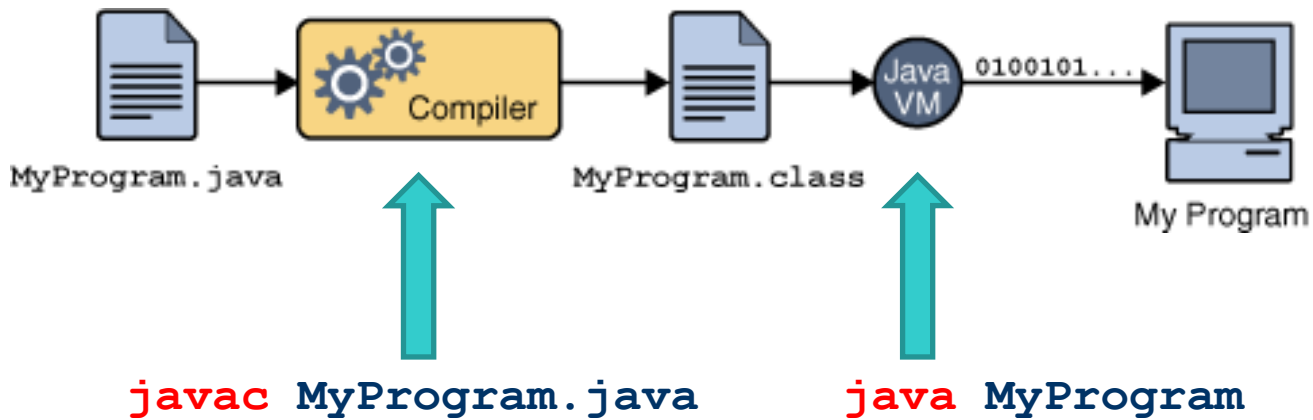 Compiler
Java
VM
0100101...
MyProgram.java
MyProgram.class
My Program
javac MyProgram.java
java MyProgram